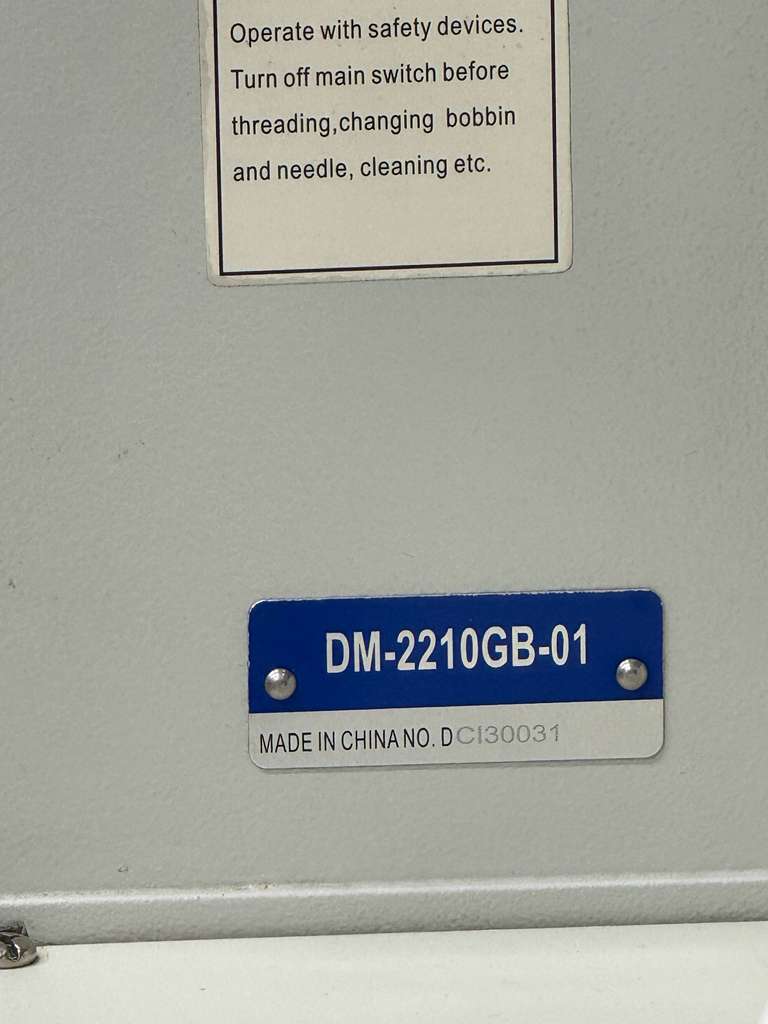 Operate with safety devices.
Turn off main switch before
threading,changing bobbin
and needle, cleaning etc.
DM-2210GB-01
MADE IN CHINA NO. DCI30031